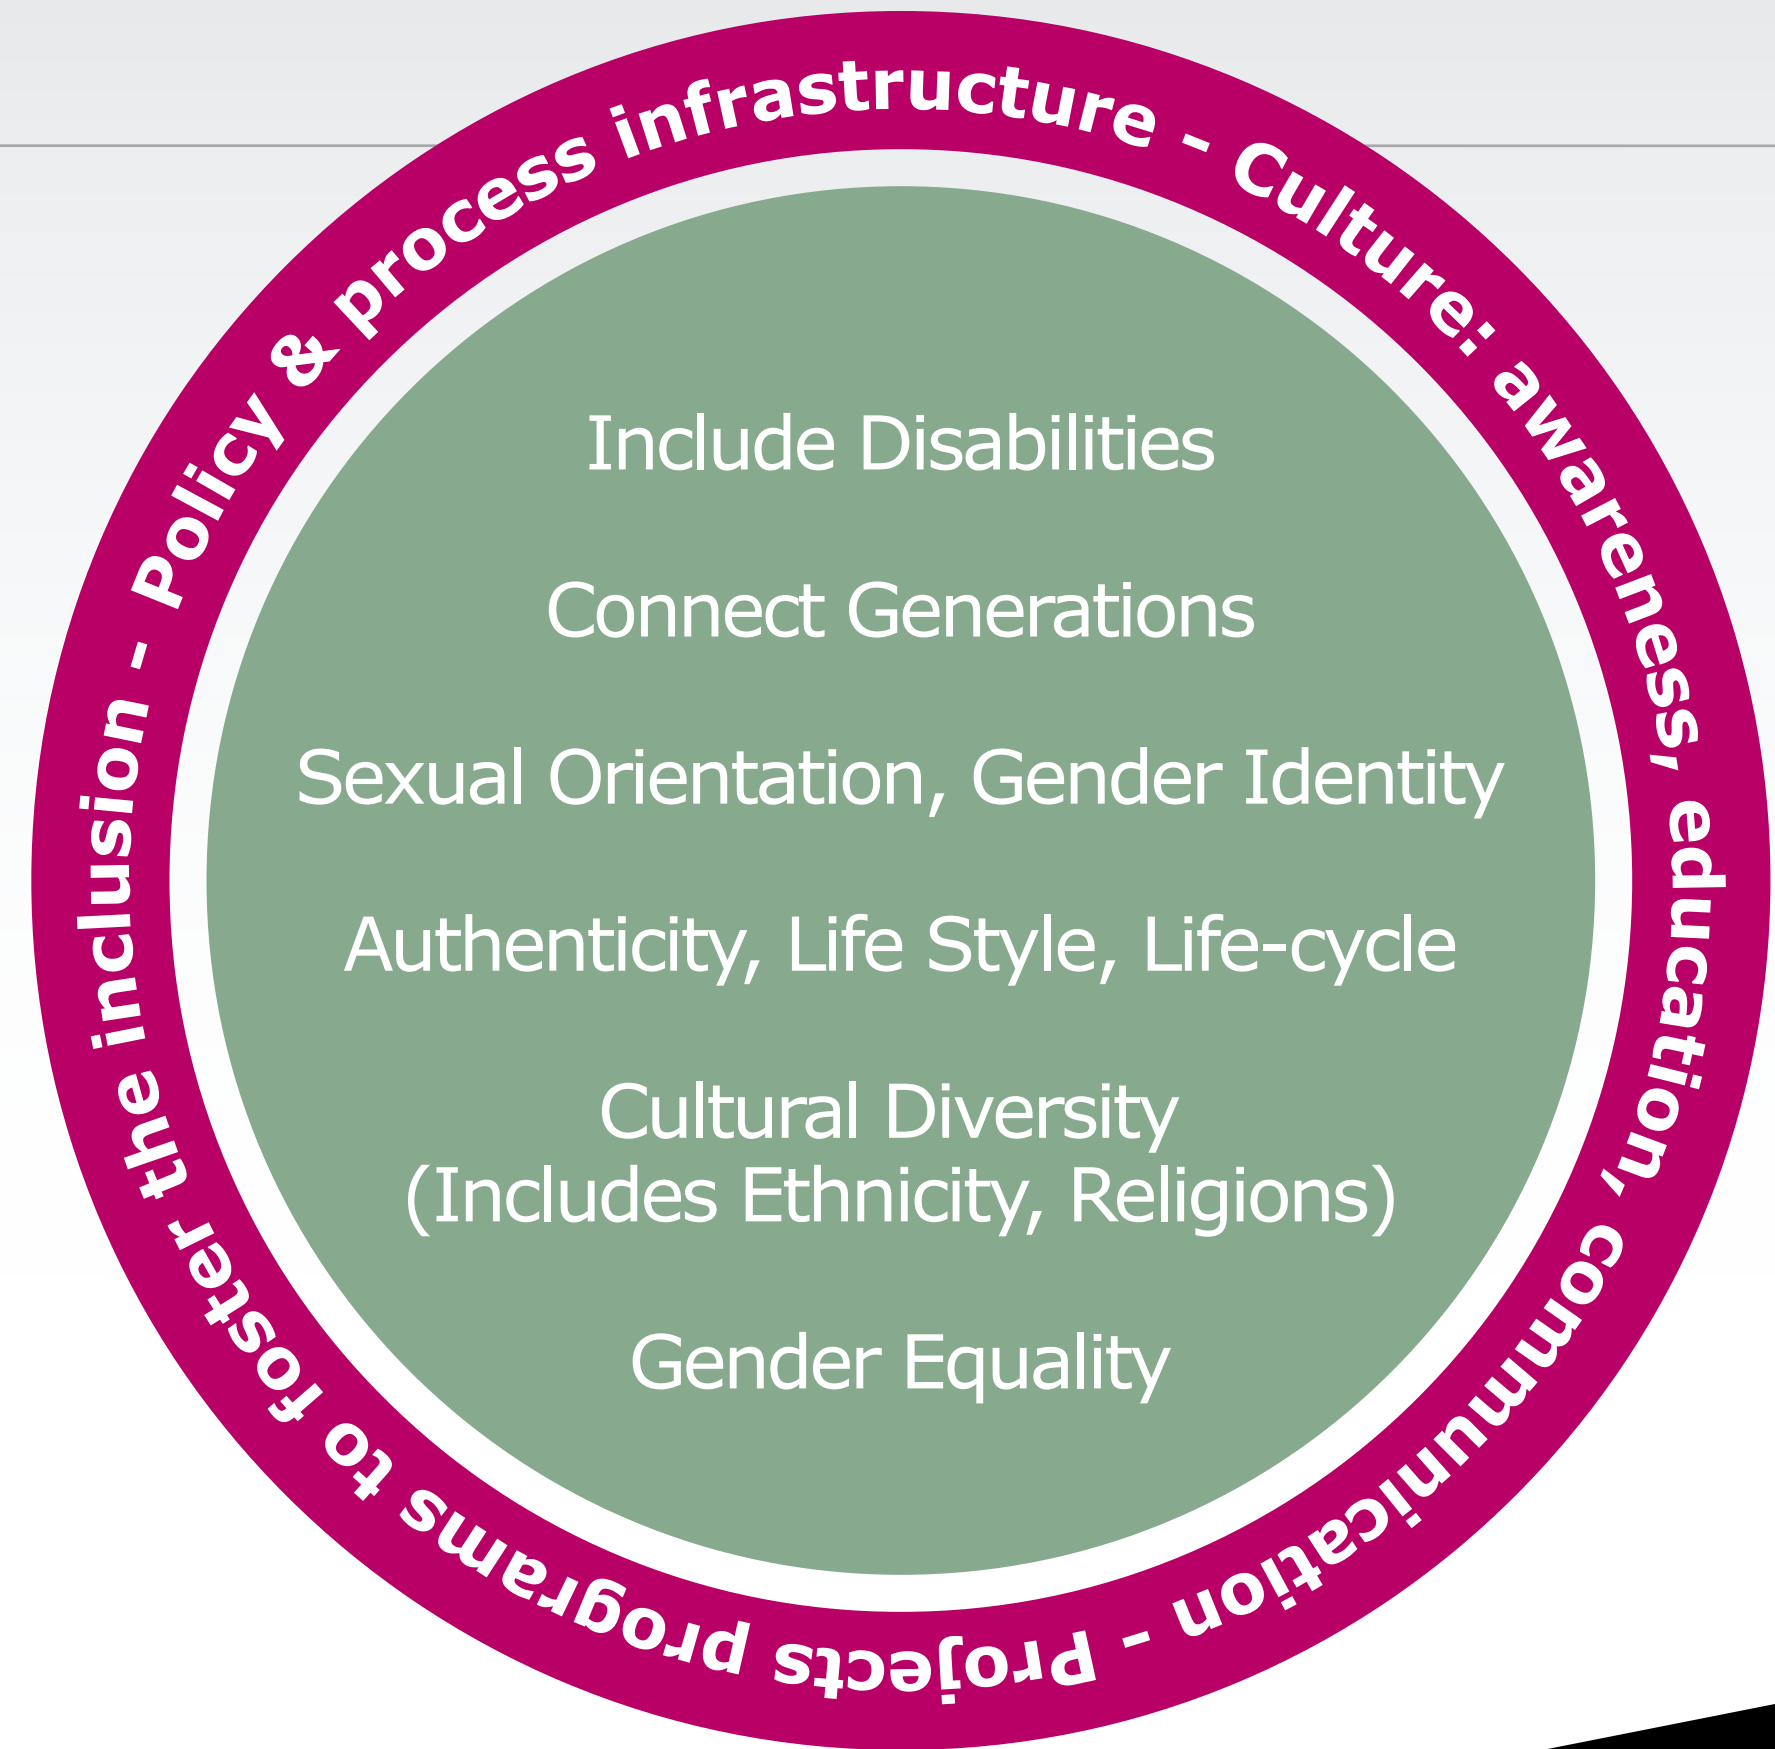 Policy & process infrastructure - Culture: awareness, education, communication - Projects programs to foster the inclusion -
Include Disabilities
Connect Generations
Sexual Orientation, Gender Identity
Authenticity, Life Style, Life-cycle
Cultural Diversity
(Includes Ethnicity, Religions)
Gender Equality